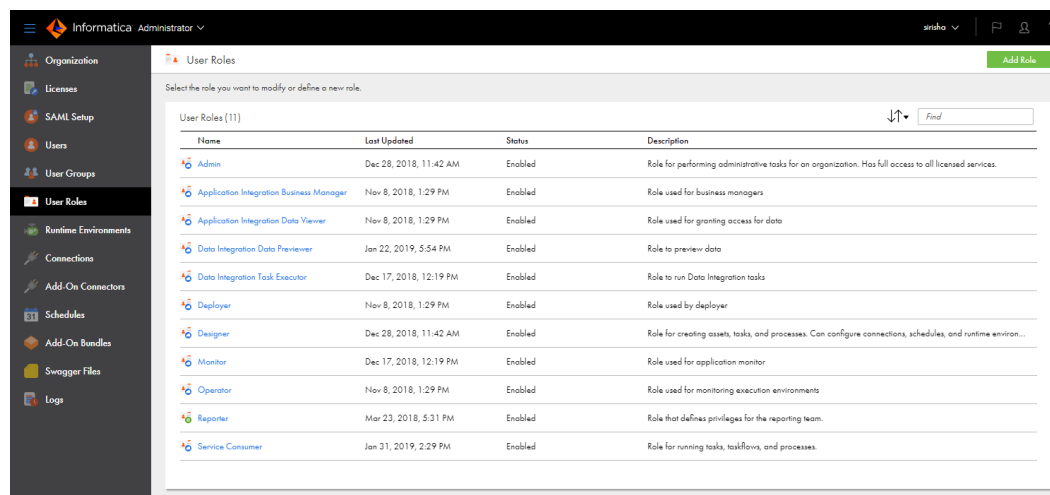 Informatica Administrator
sirisha
Organization
Licenses
SAML Setup
Users
User Groups
User Roles
Runtime Environments
Connections
Add-On Connectors
31 Schedules
Add-On Bundles
Swagger Files
Logs
User Roles
Add Role
Select the role you want to modify or define a new role.
User Roles (11)
Find
Name Last Updated Status Description
Admin Dec 28, 2018, 11:42 AM Enabled Role for performing administrative tasks for an organization. Has full access to all licensed services.
Application Integration Business Manager Nov 8, 2018, 1:29 PM Enabled Role used for business managers
Application Integration Data Viewer Nov 8, 2018, 1:29 PM Enabled Role used for granting access for data
Data Integration Data Previewer Jan 22, 2019, 5:54 PM Enabled Role to preview data
Data Integration Task Executor Dec 17, 2018, 12:19 PM Enabled Role to run Data Integration tasks
Deployer Nov 8, 2018, 1:29 PM Enabled Role used by deployer
Designer Dec 28, 2018, 11:42 AM Enabled Role for creating assets, tasks, and processes. Can configure connections, schedules, and runtime environ...
Monitor Dec 17, 2018, 12:19 PM Enabled Role used for application monitor
Operator Nov 8, 2018, 1:29 PM Enabled Role used for monitoring execution environments
Reporter Mar 23, 2018, 5:31 PM Enabled Role that defines privileges for the reporting team.
Service Consumer Jan 31, 2019, 2:29 PM Enabled Role for running tasks, taskflows, and processes.